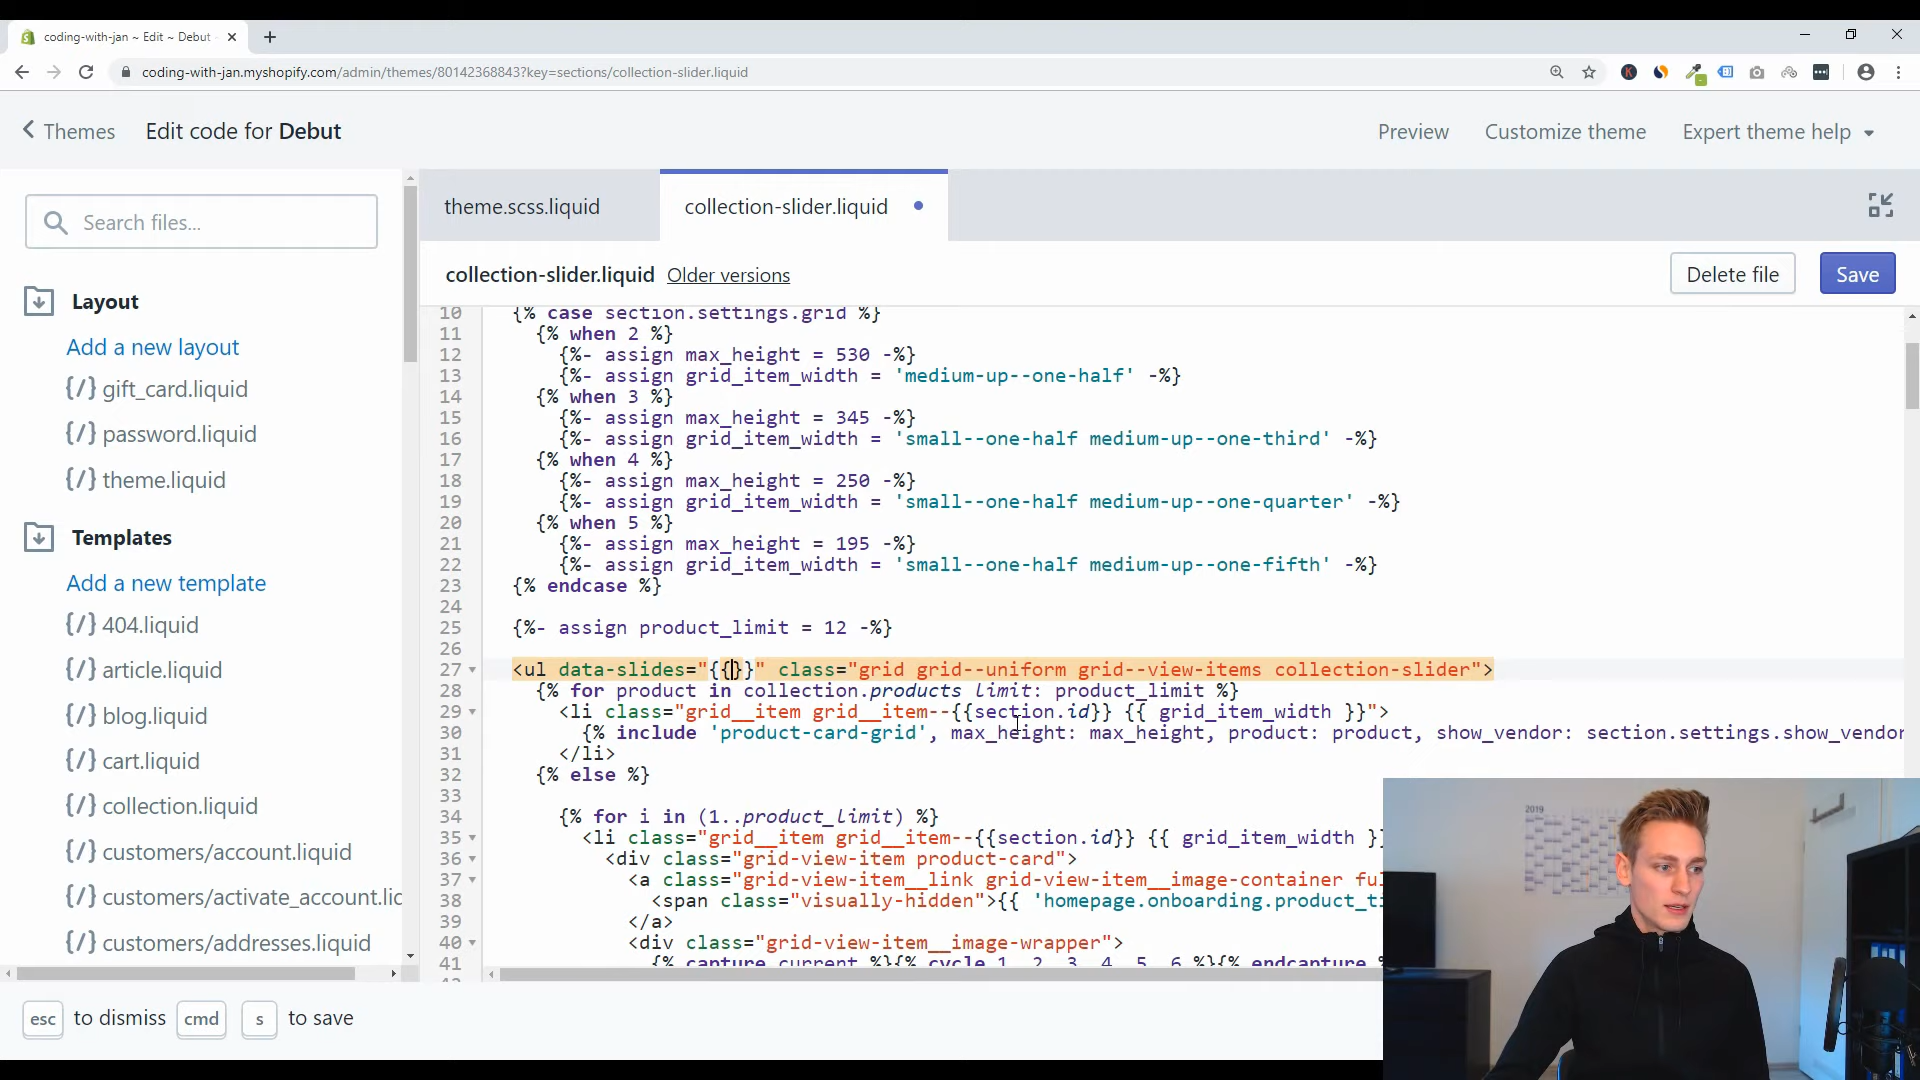 coding-with-jan ~ Edit ~ Debut
coding-with-jan.myshopify.com/admin/themes/80142368843?key=sections/collection-slider.liquid
Themes
Edit code for Debut
Preview
Customize theme
Expert theme help
Search files...
Layout
Add a new layout
{/} gift_card.liquid
{/} password.liquid
{/} theme.liquid
Templates
Add a new template
{/} 404.liquid
{/} article.liquid
{/} blog.liquid
{/} cart.liquid
{/} collection.liquid
{/} customers/account.liquid
{/} customers/activate_account.lic
{/} customers/addresses.liquid
theme.scss.liquid
collection-slider.liquid
collection-slider.liquid Older versions
Delete file
Save
10 {% case section.settings.grid %}
11 {% when 2 %}
12 {%- assign max_height = 530 -%}
13 {%- assign grid_item_width = 'medium-up--one-half' -%}
14 {% when 3 %}
15 {%- assign max_height = 345 -%}
16 {%- assign grid_item_width = 'small--one-half medium-up--one-third' -%}
17 {% when 4 %}
18 {%- assign max_height = 250 -%}
19 {%- assign grid_item_width = 'small--one-half medium-up--one-quarter' -%}
20 {% when 5 %}
21 {%- assign max_height = 195 -%}
22 {%- assign grid_item_width = 'small--one-half medium-up--one-fifth' -%}
23 {% endcase %}
24
25 {%- assign product_limit = 12 -%}
26
27 <ul data-slides="{{}}" class="grid grid--uniform grid--view-items collection-slider">
28 {% for product in collection.products limit: product_limit %}
29 <li class="grid__item grid__item--{{section.id}} {{ grid_item_width }}">
30 {% include 'product-card-grid', max_height: max_height, product: product, show_vendor: section.settings.show_vendor
31 </li>
32 {% else %}
33
34 {% for i in (1..product_limit) %}
35 <li class="grid__item grid__item--{{section.id}} {{ grid_item_width }
36 <div class="grid-view-item product-card">
37 <a class="grid-view-item__link grid-view-item__image-container fu
38 <span class="visually-hidden">{{ 'homepage.onboarding.product_ti
39 </a>
40 <div class="grid-view-item__image-wrapper">
41 {% capture current %}{% cycle 1, 2, 3, 4, 5, 6 %}{% endcapture %
esc to dismiss cmd s to save
2019